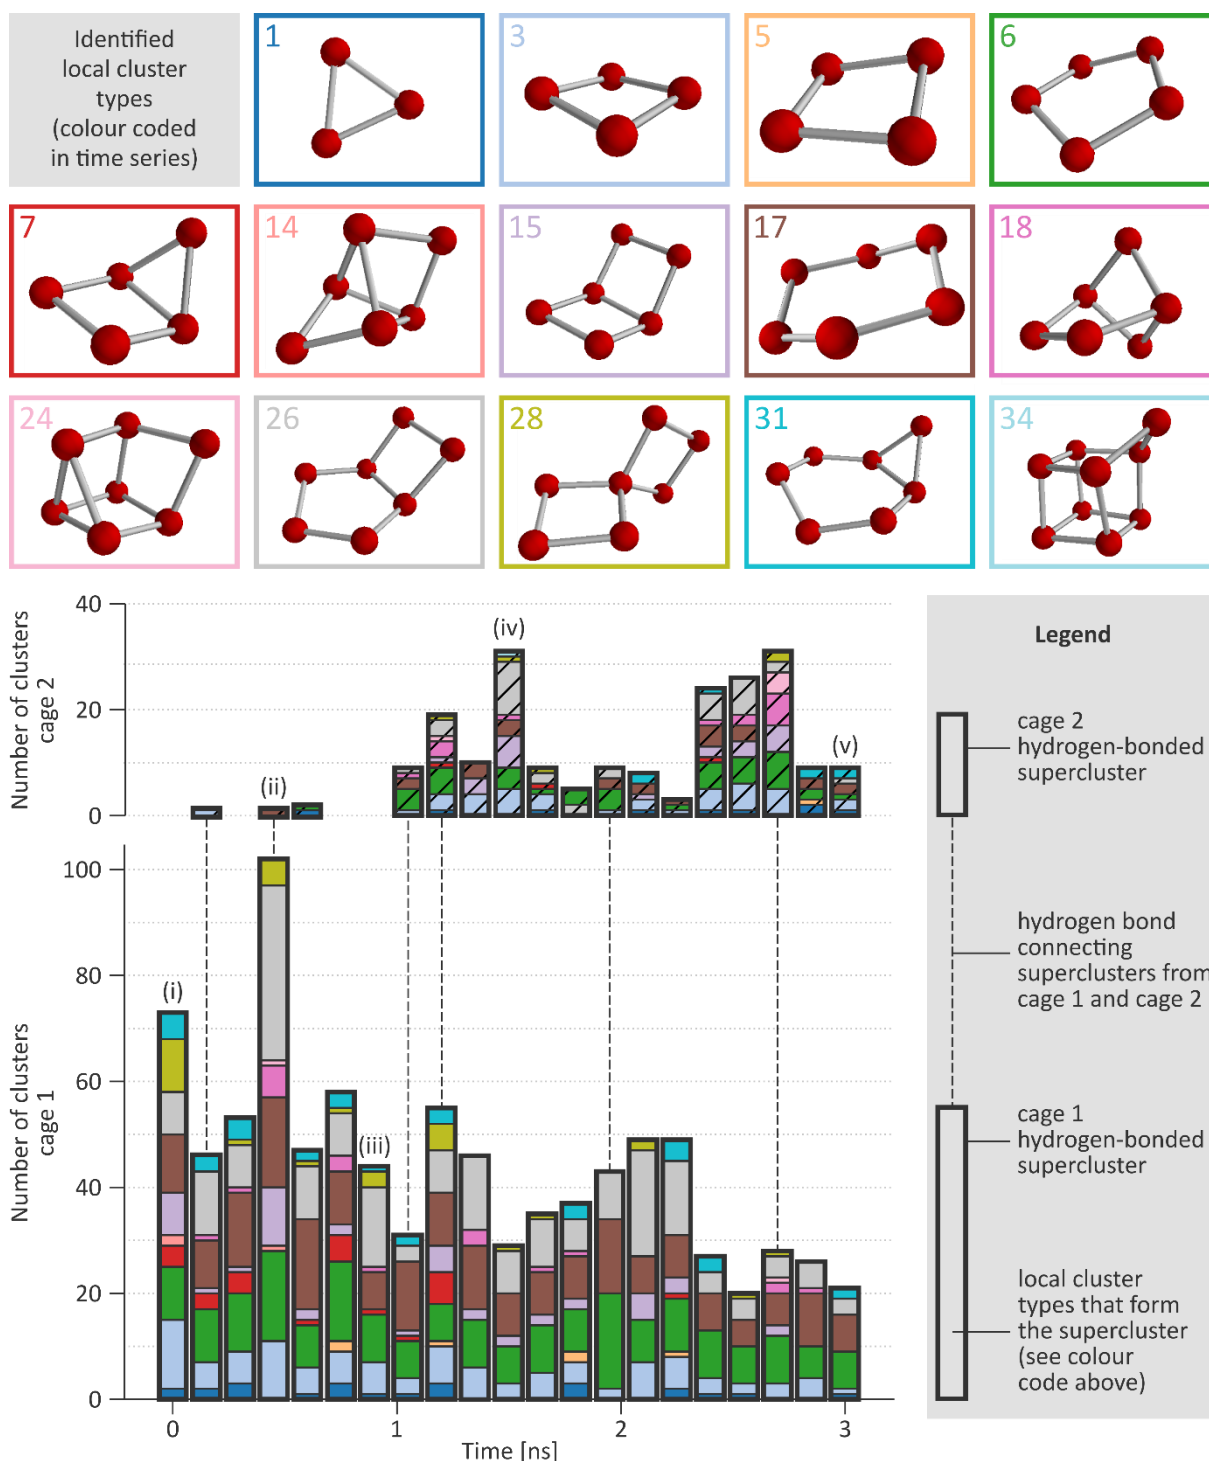 Identified
local cluster
types
(colour coded
in time series)
1
3
5
6
7
14
15
17
18
24
26
28
31
34
Number of clusters
cage 2
40
20
0
(ii)
(iv)
(v)
Number of clusters
cage 1
100
80
60
40
20
0
(i)
(iii)
0
1
2
3
Time [ns]
Legend
cage 2
hydrogen-bonded
supercluster
hydrogen bond
connecting
superclusters from
cage 1 and cage 2
cage 1
hydrogen-bonded
supercluster
local cluster
types that form
the supercluster
(see colour
code above)